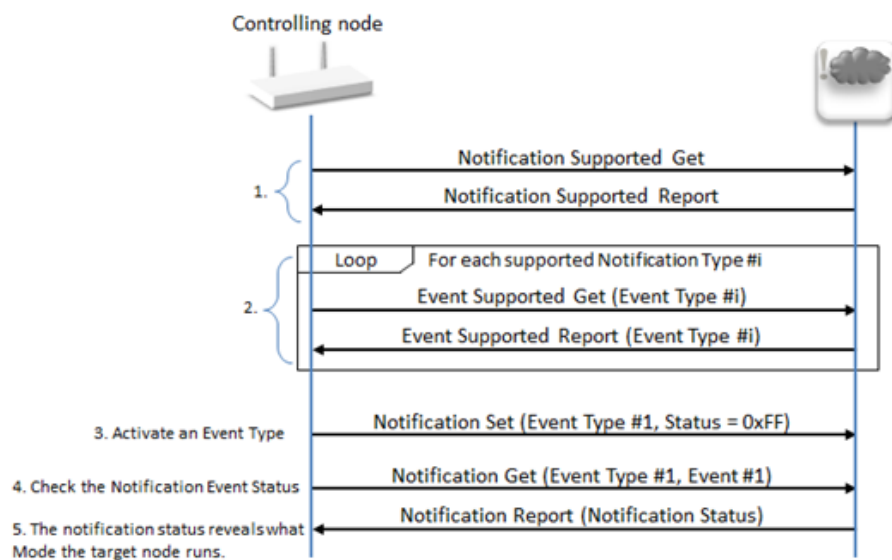 Controlling node
Notification Supported Get
1.
Notification Supported Report
Loop
For each supported Notification Type #i
Event Supported Get (Event Type #i)
2.
Event Supported Report (Event Type #i)
3. Activate an Event Type
Notification Set (Event Type #1, Status = 0xFF)
4. Check the Notification Event Status
Notification Get (Event Type #1, Event #1)
5. The notification status reveals what
Mode the target node runs.
Notification Report (Notification Status)